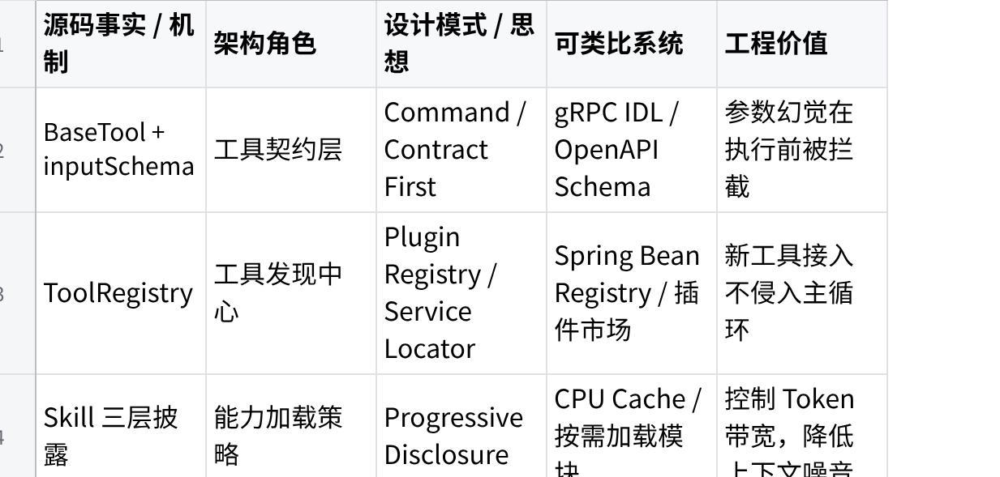 源码事实 / 机
制
架构角色
设计模式 / 思
想
可类比系统
工程价值
2
BaseTool +
inputSchema
工具契约层
Command /
Contract
First
gRPC IDL /
OpenAPI
Schema
参数幻觉在
执行前被拦
截
3
ToolRegistry
工具发现中
心
Plugin
Registry /
Service
Locator
Spring Bean
Registry / 插
件市场
新工具接入
不侵入主循
环
4
Skill 三层披
露
能力加载策
略
Progressive
Disclosure
CPU Cache /
按需加载模
块
控制 Token
带宽，降低
上下文噪音